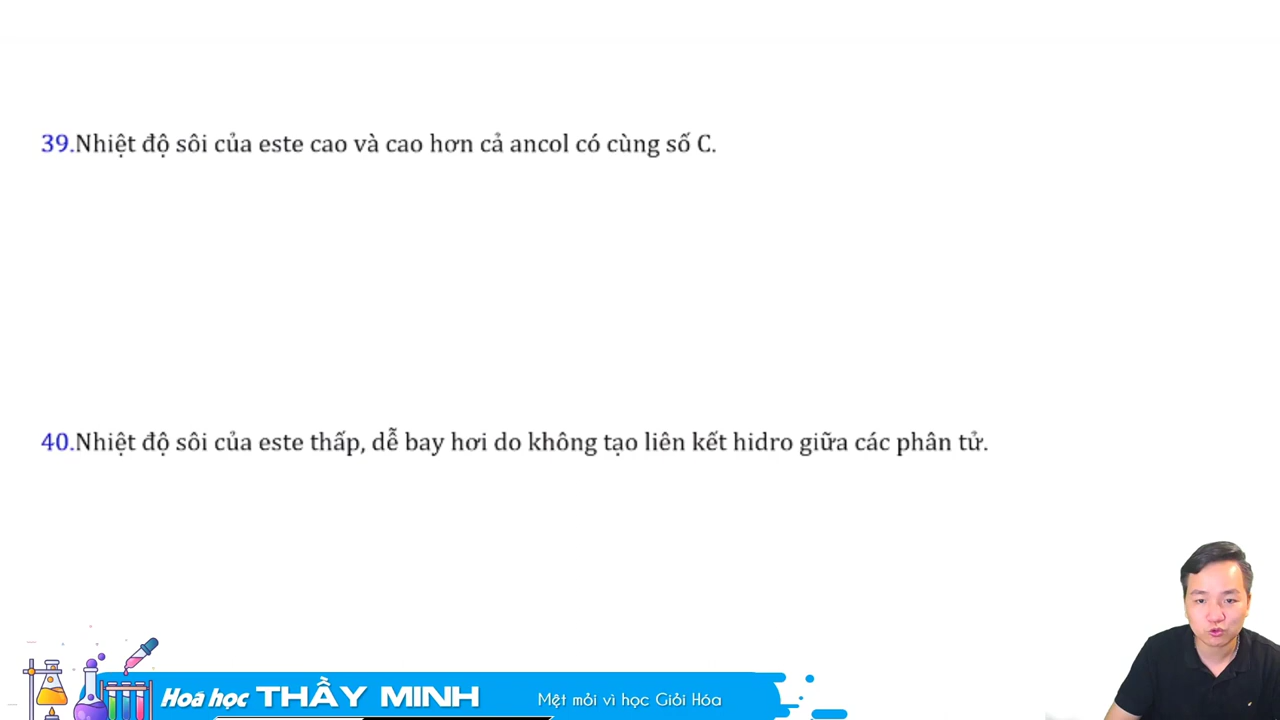 39.Nhiệt độ sôi của este cao và cao hơn cả ancol có cùng số C.
40.Nhiệt độ sôi của este thấp, dễ bay hơi do không tạo liên kết hidro giữa các phân tử.
Hoá học THẦY MINH Mệt mỏi vì học Giỏi Hóa